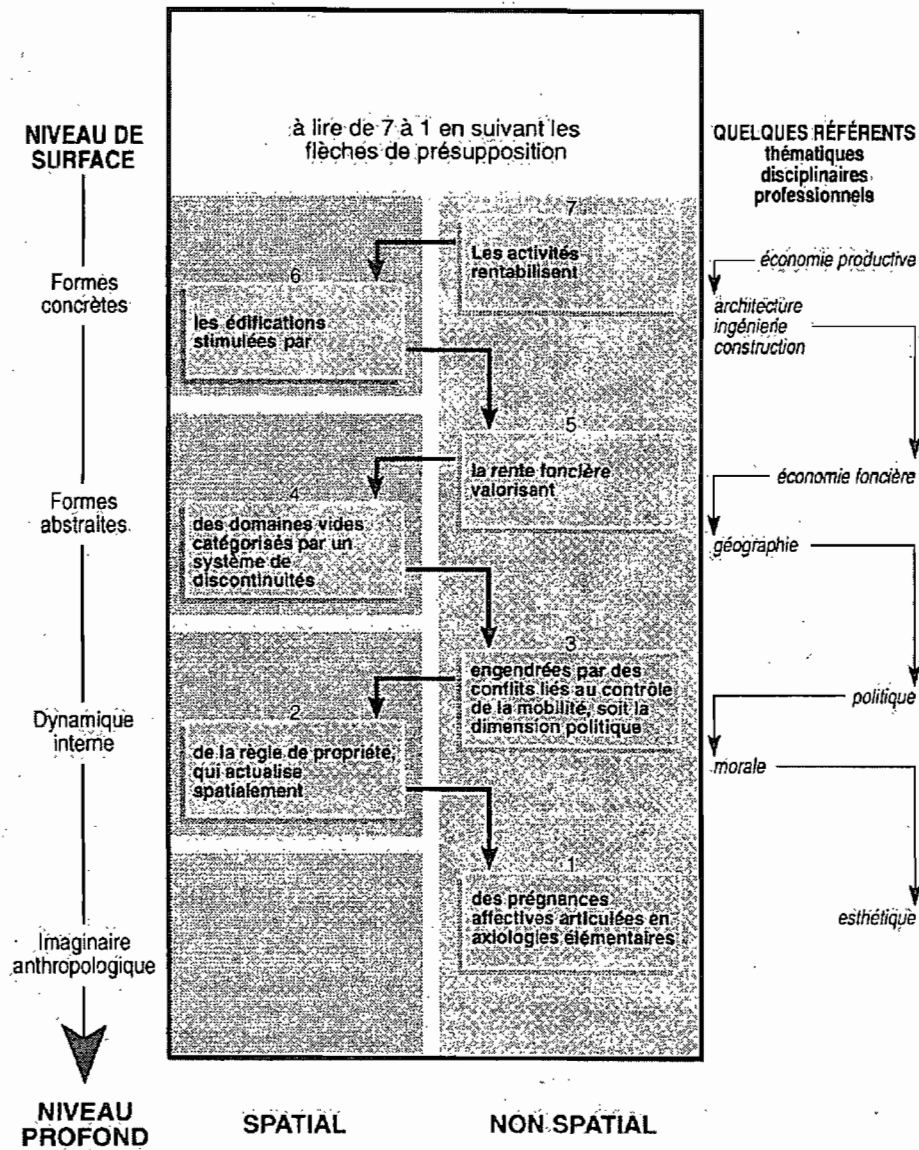 NIVEAU DE
SURFACE
à lire de 7 à 1 en suivant les
flèches de présupposition
QUELQUES RÉFÉRENTS
thématiques
disciplinaires
professionnels
Formes
concrètes
7
Les activités
rentabilisent
économie productive
6
les édifications
stimulées par
architecture
ingénierie
construction
Formes
abstraites
5
la rente foncière
valorisant
économie foncière
4
des domaines vides
catégorisés par un
système de
discontinuités
géographie
Dynamique
interne
3
engendrées par des
conflits liés au contrôle
de la mobilité, soit la
dimension politique
politique
2
de la règle de propriété,
qui actualise
spatialement
morale
Imaginaire
anthropologique
1
des prégnances
affectives articulées en
axiologies élémentaires
esthétique
NIVEAU
PROFOND
SPATIAL
NON SPATIAL